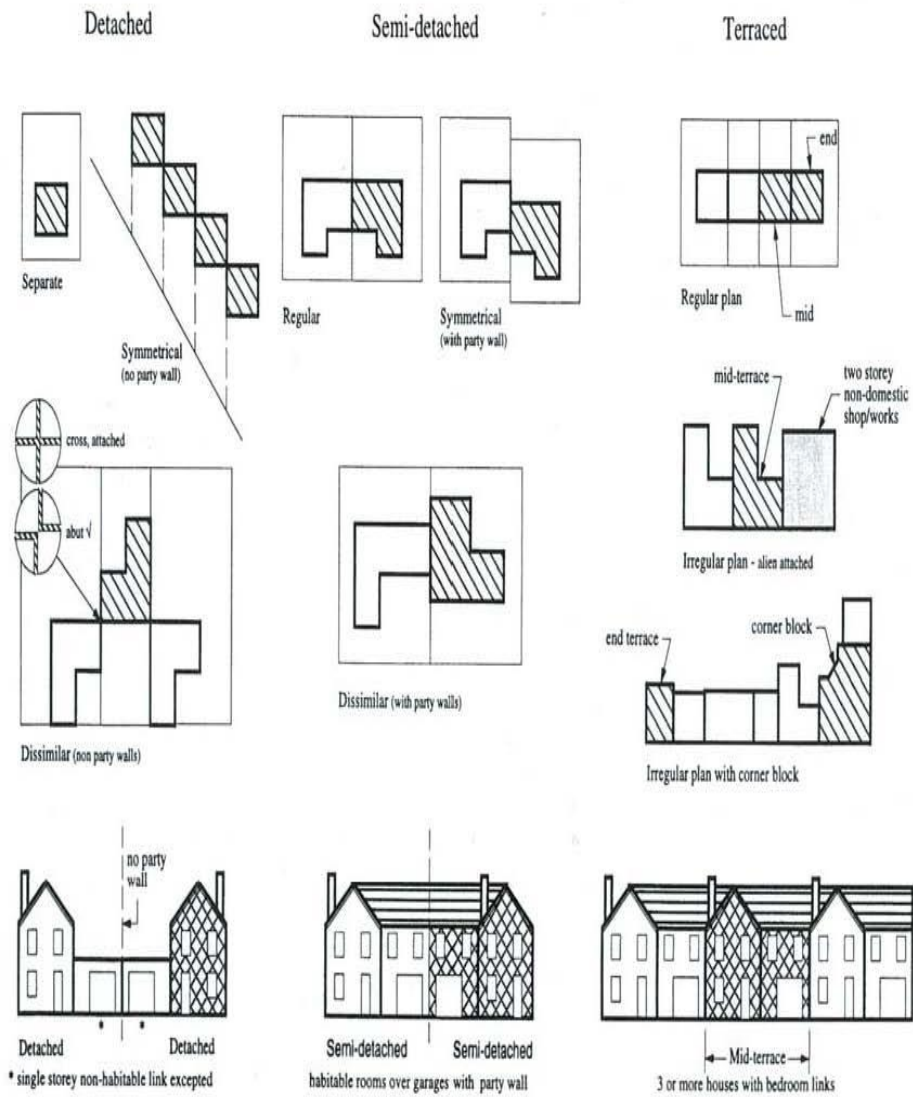 Detached
Semi-detached
Terraced
Separate
Symmetrical
(no party wall)
Regular
Symmetrical
(with party wall)
end
Regular plan
mid
cross, attached
abut √
Dissimilar (non party walls)
Dissimilar (with party walls)
mid-terrace
two storey
non-domestic
shop/works
Irregular plan - alien attached
end terrace
corner block
Irregular plan with corner block
no party
wall
* *
Detached
Detached
* single storey non-habitable link excepted
Semi-detached
Semi-detached
habitable rooms over garages with party wall
Mid-terrace
3 or more houses with bedroom links